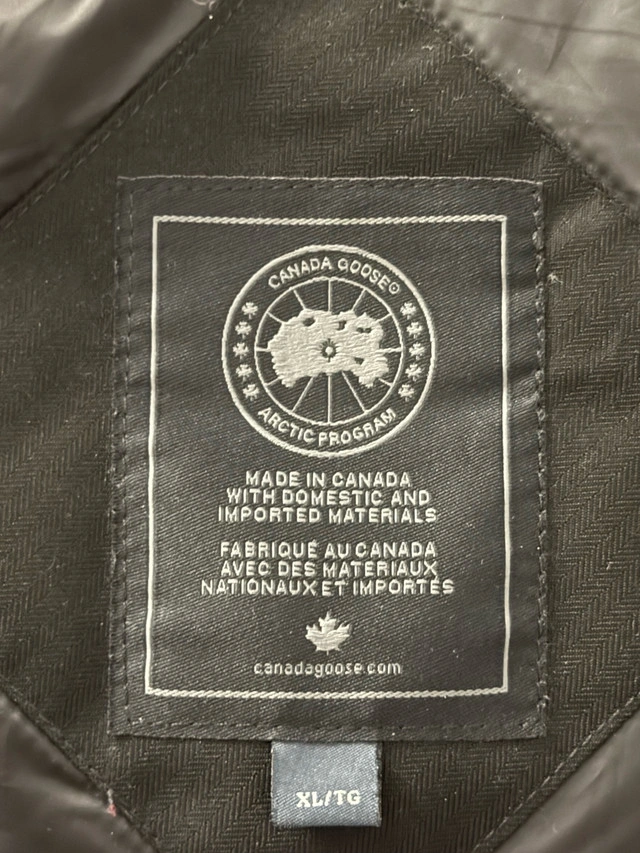 CANADA GOOSE©
ARCTIC PROGRAM
MADE IN CANADA
WITH DOMESTIC AND
IMPORTED MATERIALS
FABRIQUÉ AU CANADA
AVEC DES MATERIAUX
NATIONAUX ET IMPORTÉS
canadagoose.com
XL/TG